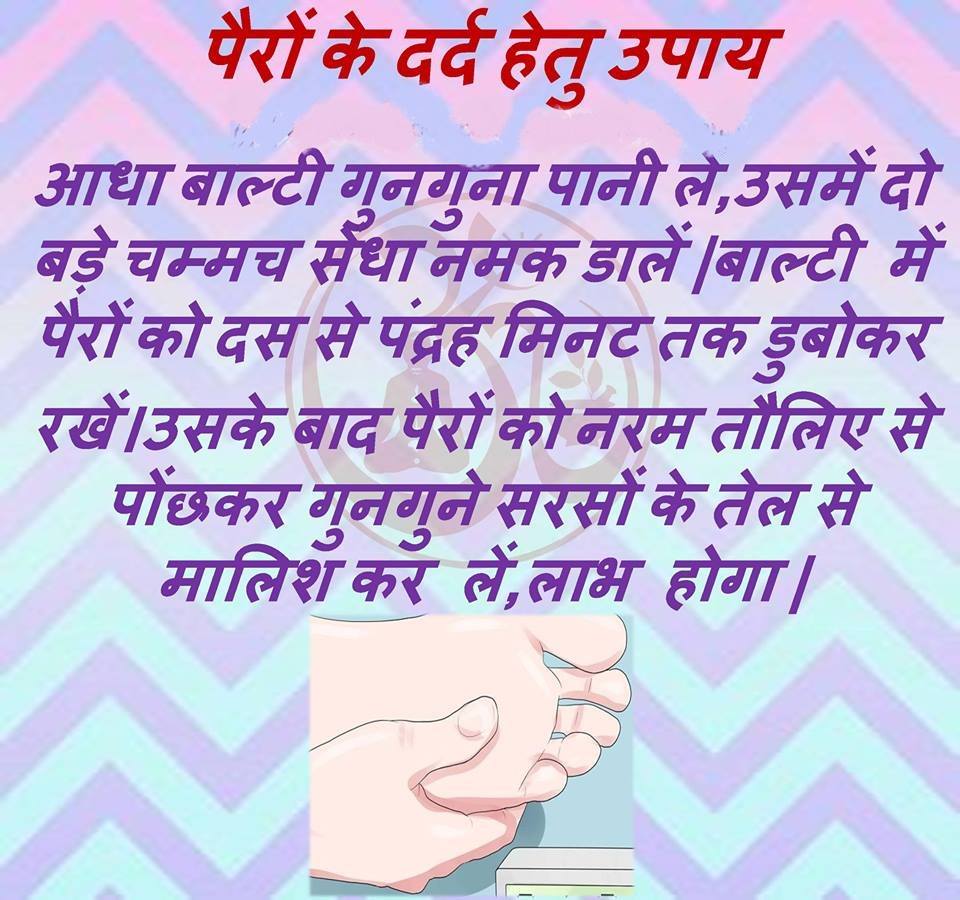 पैरों के दर्द हेतु उपाय
आधा बाल्टी गुनगुना पानी ले,उसमें दो
बड़े चम्मच सेंधा नमक डालें |बाल्टी में
पैरों को दस से पंद्रह मिनट तक डुबोकर
रखें।उसके बाद पैरों को नरम तौलिए से
पोंछकर गुनगुने सरसों के तेल से
मालिश कर लें,लाभ होगा |